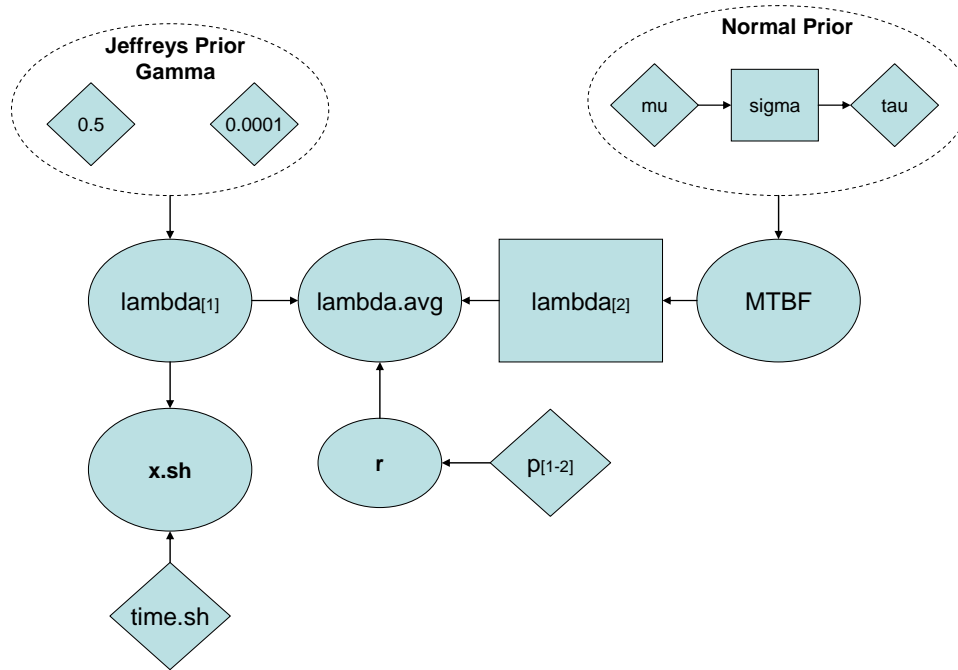 Jeffreys Prior
Gamma
0.5
0.0001
Normal Prior
mu
sigma
tau
lambda[1]
lambda.avg
lambda[2]
MTBF
x.sh
r
p[1-2]
time.sh